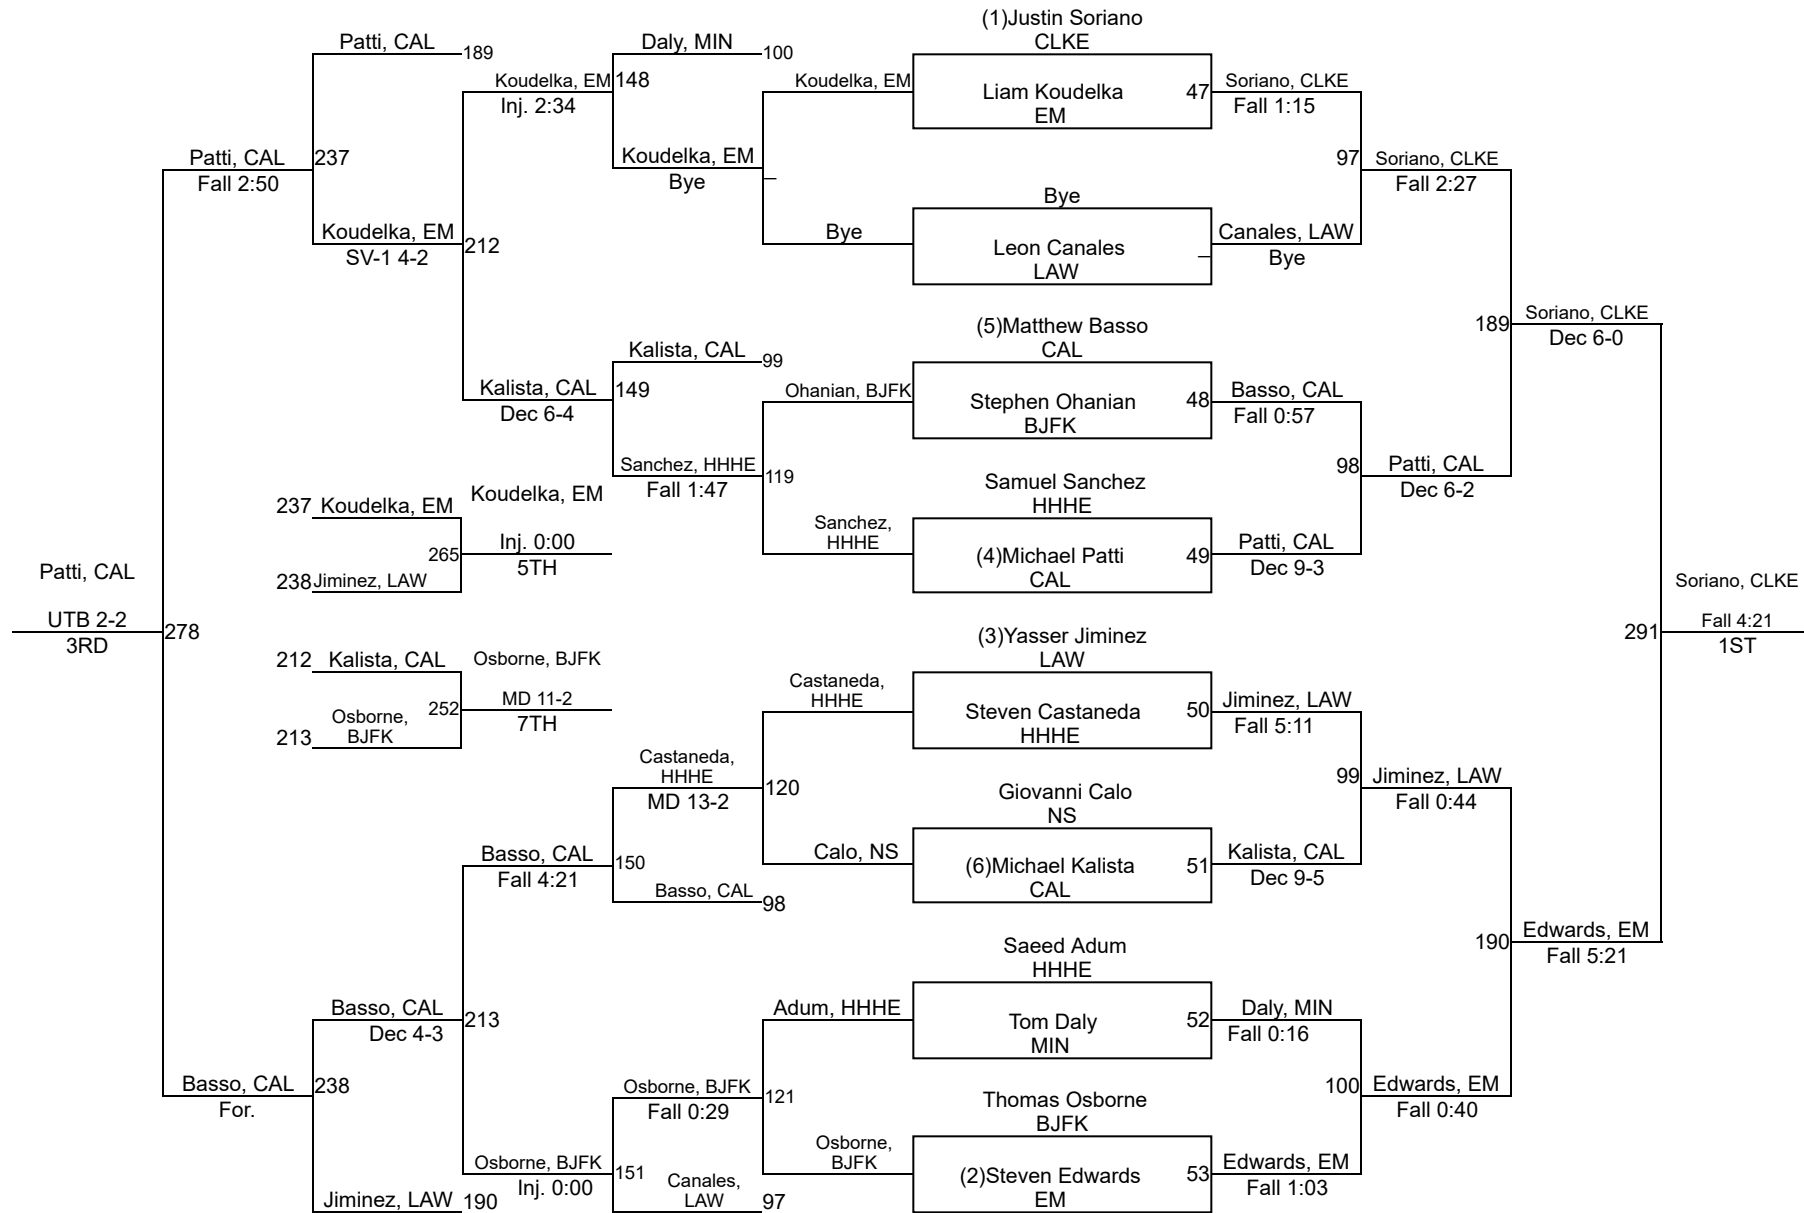 (1)Justin Soriano
CLKE
Liam Koudelka
EM
47
Bye
Leon Canales
LAW
_
(5)Matthew Basso
CAL
Stephen Ohanian
BJFK
48
Samuel Sanchez
HHHE
(4)Michael Patti
CAL
49
(3)Yasser Jiminez
LAW
Steven Castaneda
HHHE
50
Giovanni Calo
NS
(6)Michael Kalista
CAL
51
Saeed Adum
HHHE
Tom Daly
MIN
52
Thomas Osborne
BJFK
(2)Steven Edwards
EM
53
Soriano, CLKE
Fall 1:15
Canales, LAW
Bye
97
Basso, CAL
Fall 0:57
Patti, CAL
Dec 9-3
98
Jiminez, LAW
Fall 5:11
Kalista, CAL
Dec 9-5
99
Daly, MIN
Fall 0:16
Edwards, EM
Fall 1:03
100
Soriano, CLKE
Fall 2:27
Patti, CAL
Dec 6-2
189
Jiminez, LAW
Fall 0:44
Edwards, EM
Fall 0:40
190
Soriano, CLKE
Dec 6-0
Edwards, EM
Fall 5:21
291
Soriano, CLKE
Fall 4:21
1ST
Koudelka, EM
Bye
_
Ohanian, BJFK
Sanchez,
HHHE
119
Castaneda,
HHHE
Calo, NS
120
Adum, HHHE
Osborne,
BJFK
121
Daly, MIN
100
Koudelka, EM
Bye
148
Kalista, CAL
99
Sanchez, HHHE
Fall 1:47
149
Castaneda,
HHHE
MD 13-2
Basso, CAL
98
150
Osborne, BJFK
Fall 0:29
Canales,
LAW
97
151
Koudelka, EM
Inj. 2:34
Kalista, CAL
Dec 6-4
212
Basso, CAL
Fall 4:21
Osborne, BJFK
Inj. 0:00
213
Patti, CAL
189
Koudelka, EM
SV-1 4-2
237
Basso, CAL
Dec 4-3
Jiminez, LAW
190
238
Patti, CAL
Fall 2:50
Basso, CAL
For.
278
Patti, CAL
UTB 2-2
3RD
237
Koudelka, EM
238
Jiminez, LAW
265
Koudelka, EM
Inj. 0:00
5TH
212
Kalista, CAL
213
Osborne,
BJFK
252
Osborne, BJFK
MD 11-2
7TH